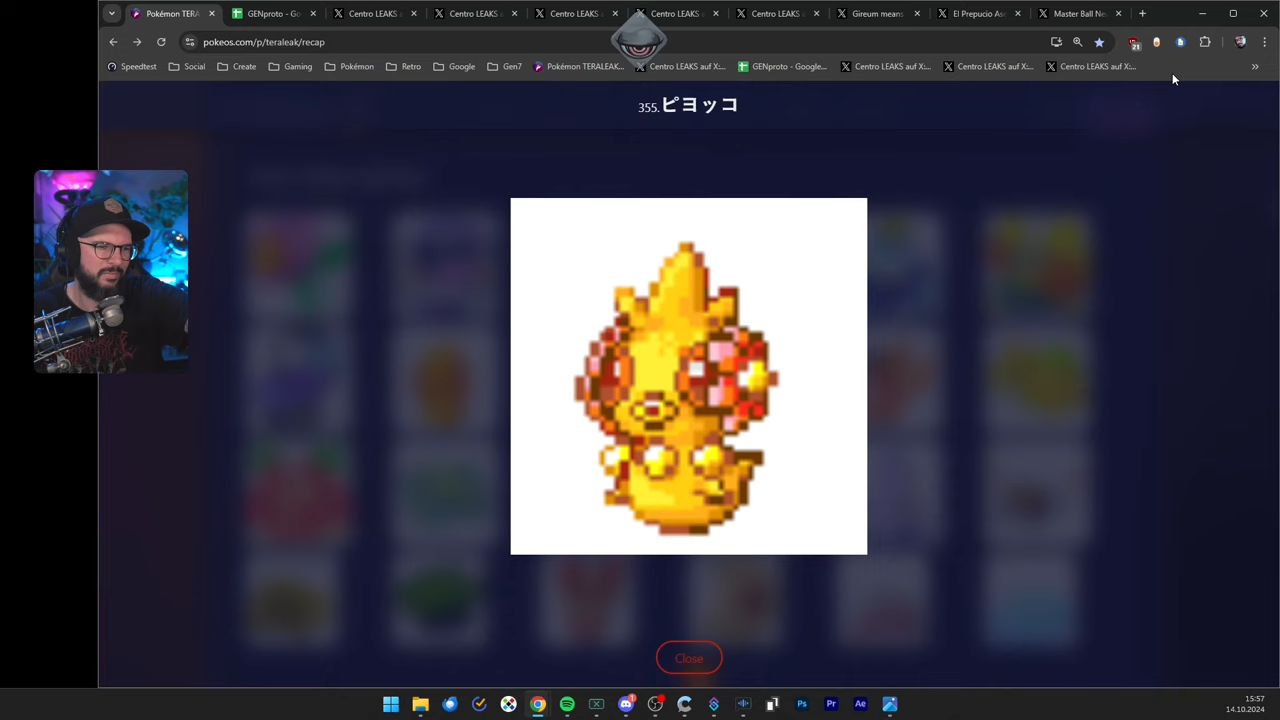 Pokémon TERA
GENproto - Go
Centro LEAKS a
Centro LEAKS a
Centro LEAKS a
Centro LEAKS a
Centro LEAKS a
Gireum means
El Prepucio Ase
Master Ball Ne
pokeos.com/p/teraleak/recap
21
Speedtest
Social
Create
Gaming
Pokémon
Retro
Google
Gen7
Pokémon TERALEAK...
Centro LEAKS auf X:...
GENproto - Google...
Centro LEAKS auf X:...
Centro LEAKS auf X:...
Centro LEAKS auf X:...
355.ピヨッコ
Close
1
15:57
14.10.2024